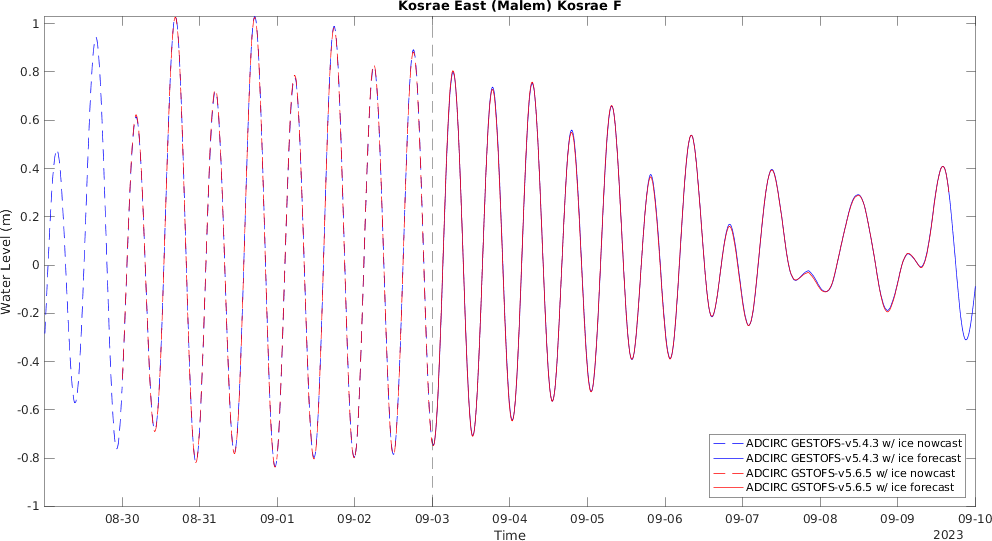 Kosrae East (Malem) Kosrae F
Water Level (m)
1
0.8
0.6
0.4
0.2
0
-0.2
-0.4
-0.6
-0.8
-1
08-30 08-31 09-01 09-02 09-03 09-04 09-05 09-06 09-07 09-08 09-09 09-10
Time
2023
ADCIRC GESTOFS-v5.4.3 w/ ice nowcast
ADCIRC GESTOFS-v5.4.3 w/ ice forecast
ADCIRC GSTOFS-v5.6.5 w/ ice nowcast
ADCIRC GSTOFS-v5.6.5 w/ ice forecast